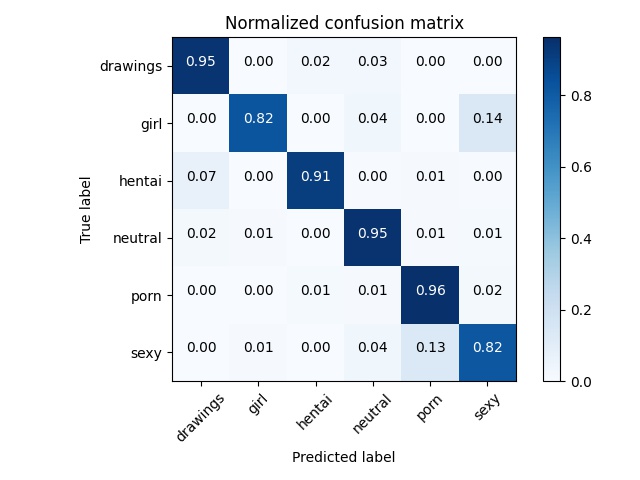 Normalized confusion matrix
drawings 0.95 0.00 0.02 0.03 0.00 0.00
girl 0.00 0.82 0.00 0.04 0.00 0.14
hentai 0.07 0.00 0.91 0.00 0.01 0.00
neutral 0.02 0.01 0.00 0.95 0.01 0.01
porn 0.00 0.00 0.01 0.01 0.96 0.02
sexy 0.00 0.01 0.00 0.04 0.13 0.82
drawings girl hentai neutral porn sexy
Predicted label
True label
0.8
0.6
0.4
0.2
0.0